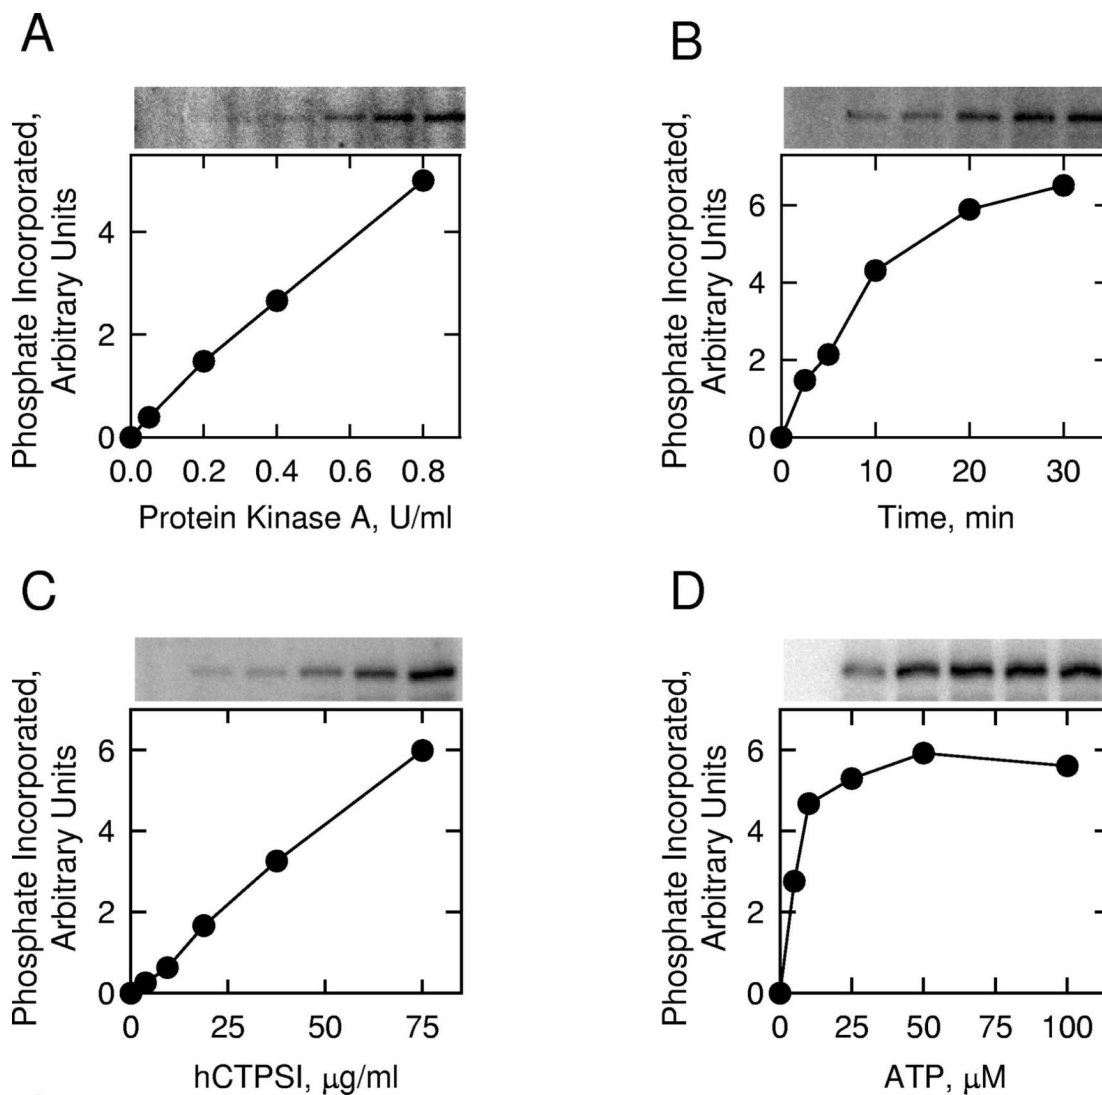 A
Phosphate Incorporated,
Arbitrary Units
4
2
0
0.0 0.2 0.4 0.6 0.8
Protein Kinase A, U/ml
B
Phosphate Incorporated,
Arbitrary Units
6
4
2
0
0 10 20 30
Time, min
C
Phosphate Incorporated,
Arbitrary Units
6
4
2
0
0 25 50 75
hCTPSI, μg/ml
D
Phosphate Incorporated,
Arbitrary Units
6
4
2
0
0 25 50 75 100
ATP, μM